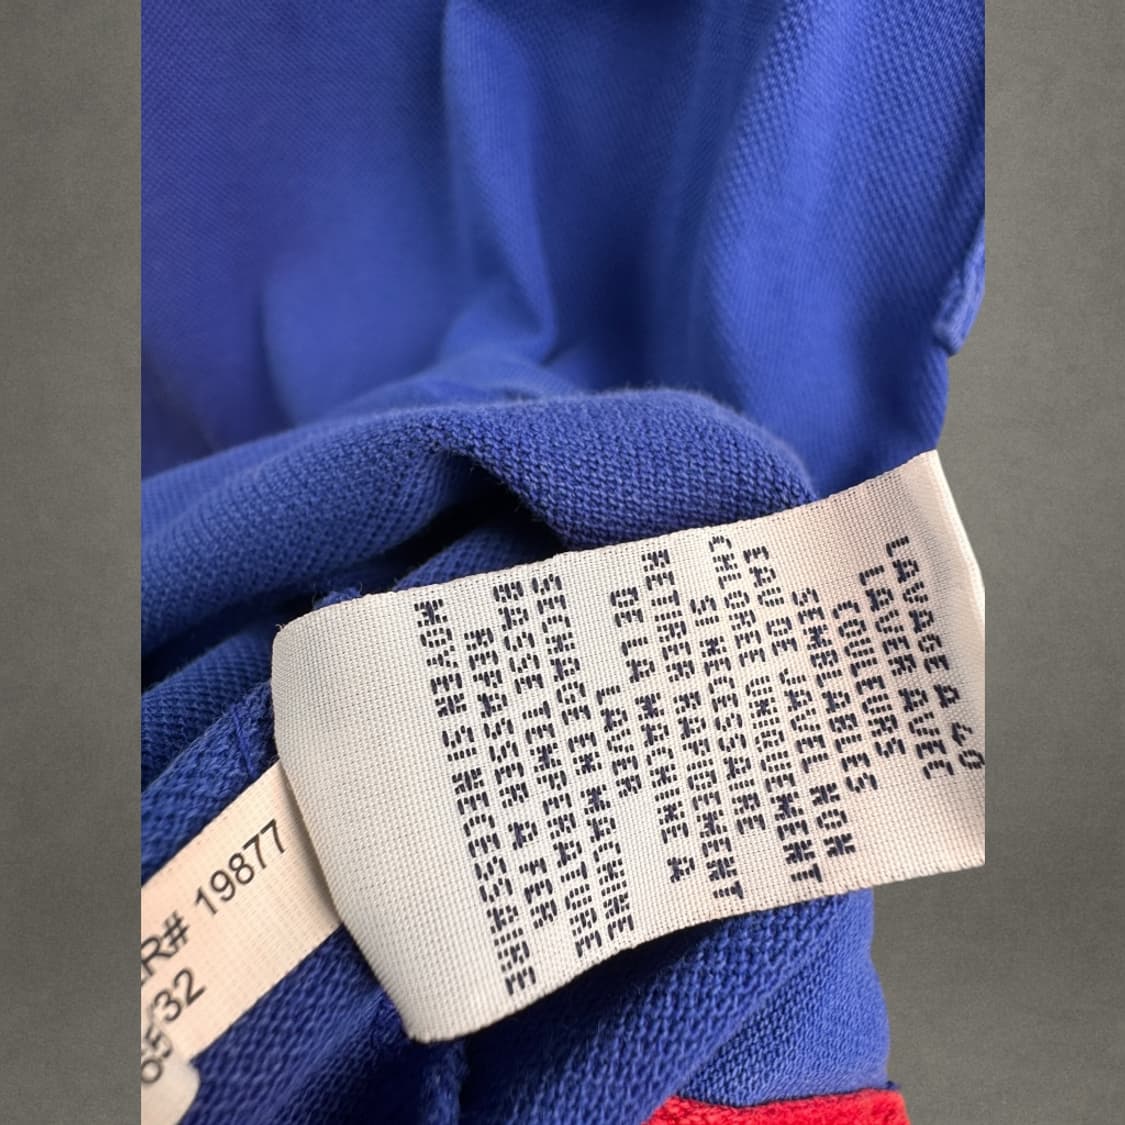 LAVAGE A 40
LAVER AVEC
COULEURS
SEMBLABLES
EAU DE JAVEL NON
CHLOREE UNIQUEMENT
SI NECESSAIRE
RETIRER RAPIDEMENT
DE LA MACHINE A
LAVER
SECHAGE EN MACHINE
BASSE TEMPERATURE
REPASSER A FER
MOYEN SI NECESSAIRE
R# 19877
32